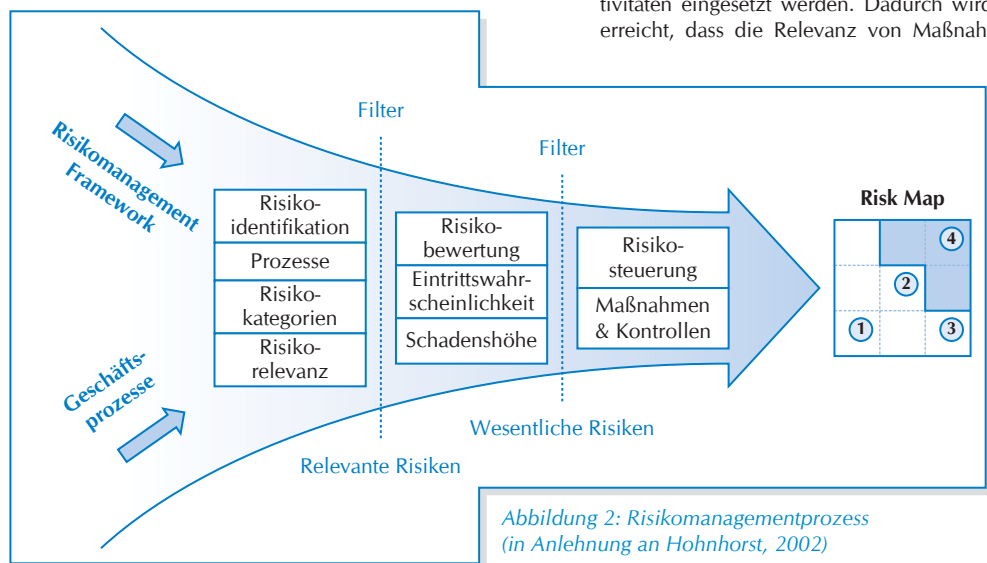 tivitäten eingesetzt werden. Dadurch wird
erreicht, dass die Relevanz von Maßnah
Filter
Filter
Risikomanagement
Framework
Risiko-
identifikation
Prozesse
Risiko-
kategorien
Risiko-
relevanz
Risiko-
bewertung
Eintrittswahr-
scheinlichkeit
Schadenshöhe
Risiko-
steuerung
Maßnahmen
& Kontrollen
Risk Map
4
2
1
3
Geschäfts-
prozesse
Wesentliche Risiken
Relevante Risiken
Abbildung 2: Risikomanagementprozess
(in Anlehnung an Hohnhorst, 2002)